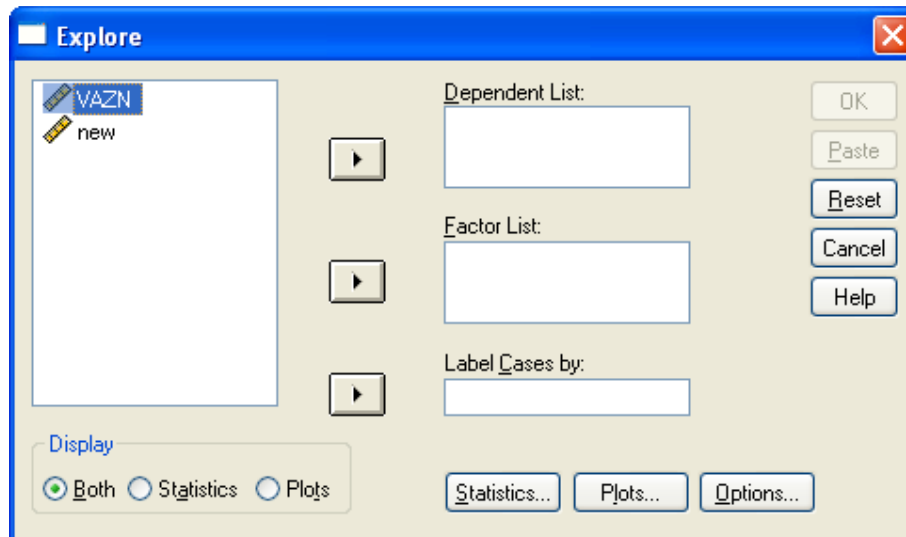 Explore
VAZN
new
Dependent List:
Factor List:
Label Cases by:
OK
Paste
Reset
Cancel
Help
Display
Both Statistics Plots
Statistics... Plots... Options...